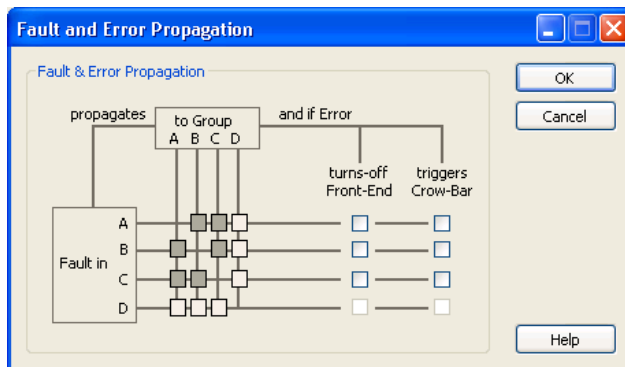 Fault and Error Propagation
Fault & Error Propagation
OK
Cancel
propagates
to Group
and if Error
A B C D
turns-off
Front-End
triggers
Crow-Bar
Fault in
A
B
C
D
Help